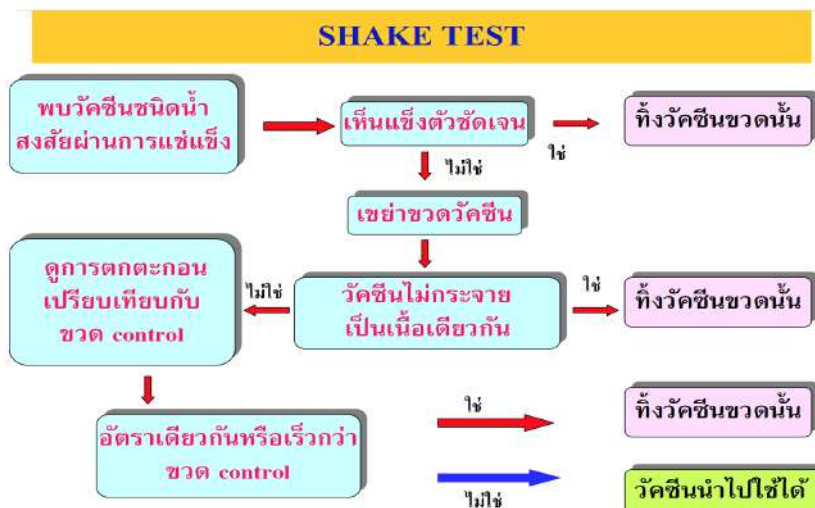 SHAKE TEST
พบวัคซีนชนิดน้ำ
สงสัยผ่านการแช่แข็ง
เห็นแข็งตัวชัดเจน
ใช่
ทิ้งวัคซีนขวดนั้น
ไม่ใช่
เขย่าขวดวัคซีน
วัคซีนไม่กระจาย
เป็นเนื้อเดียวกัน
ใช่
ทิ้งวัคซีนขวดนั้น
ไม่ใช่
ดูการตกตะกอน
เปรียบเทียบกับ
ขวด control
อัตราเดียวกันหรือเร็วกว่า
ขวด control
ใช่
ทิ้งวัคซีนขวดนั้น
ไม่ใช่
วัคซีนนำไปใช้ได้